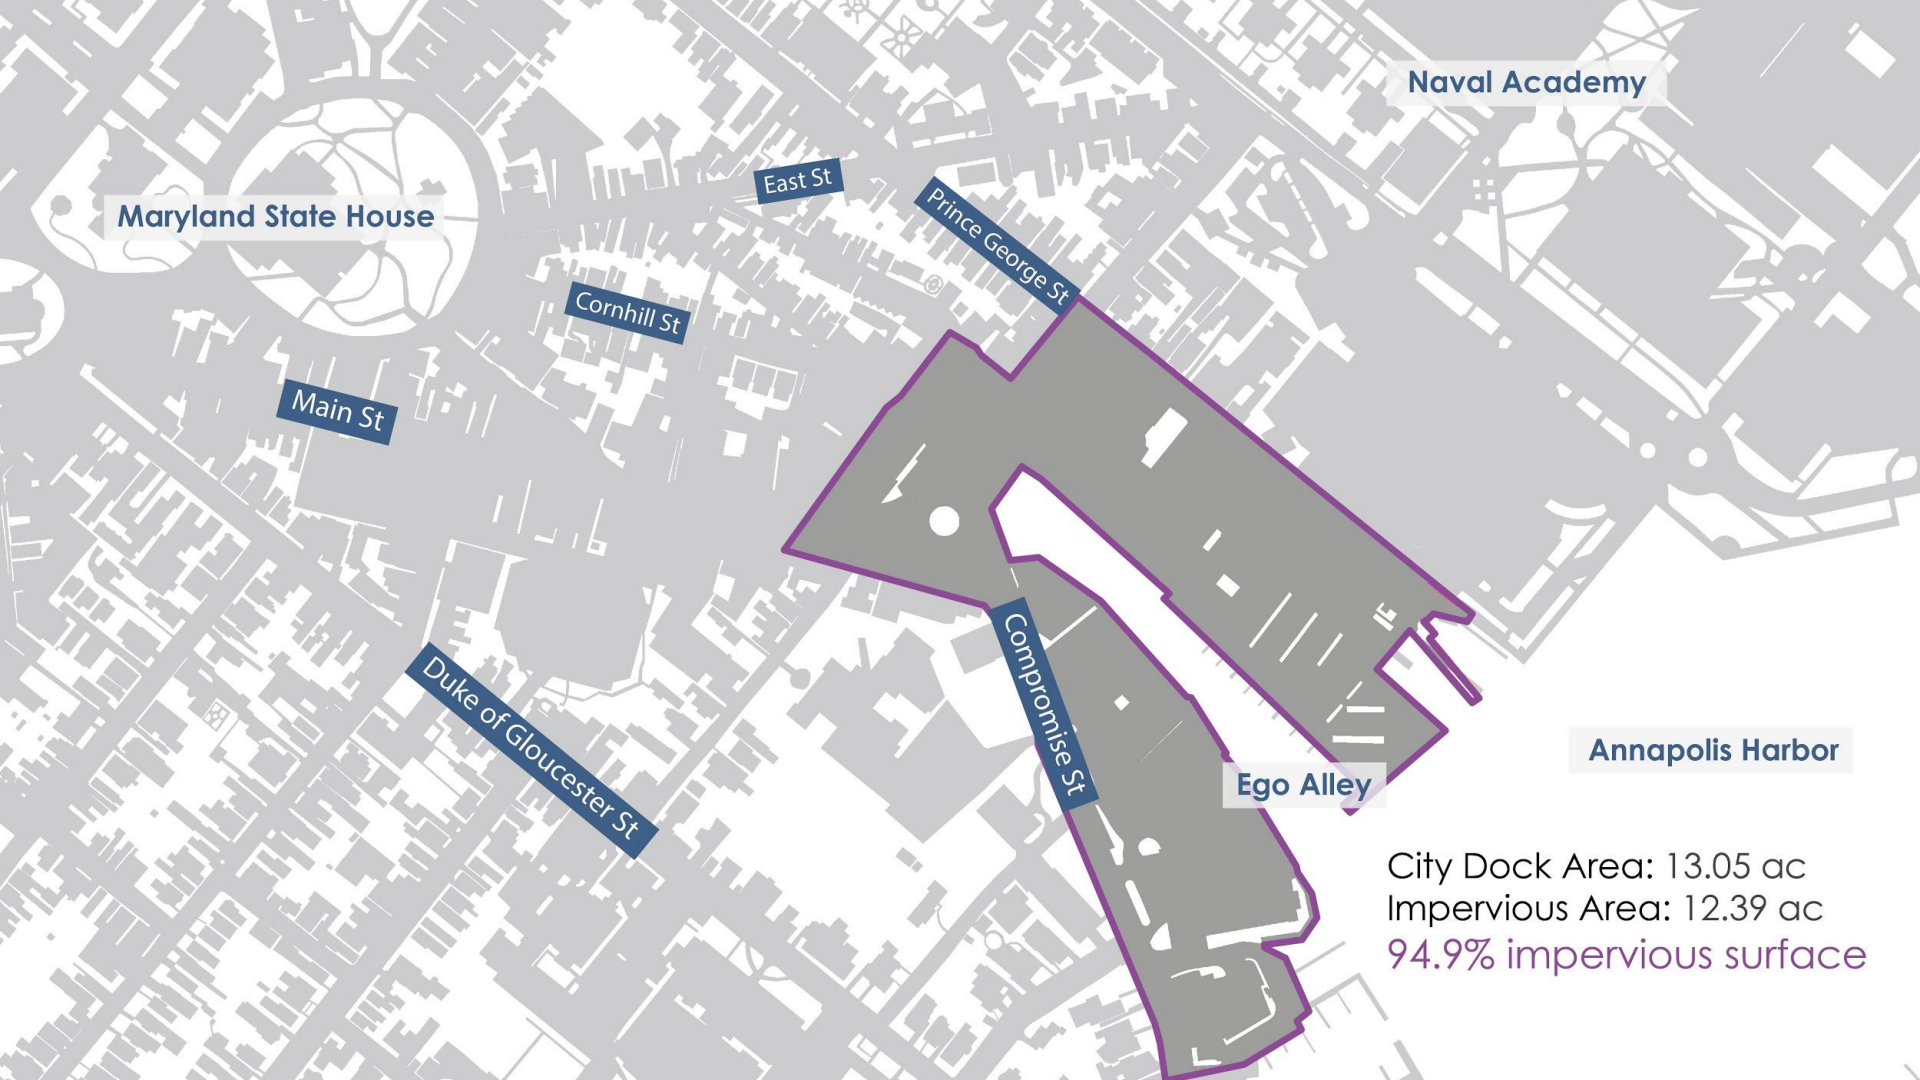 Naval Academy
East St
Prince George St
Maryland State House
Cornhill St
Main St
Compromise St
Duke of Gloucester St
Annapolis Harbor
Ego Alley
City Dock Area: 13.05 ac
Impervious Area: 12.39 ac
94.9% impervious surface